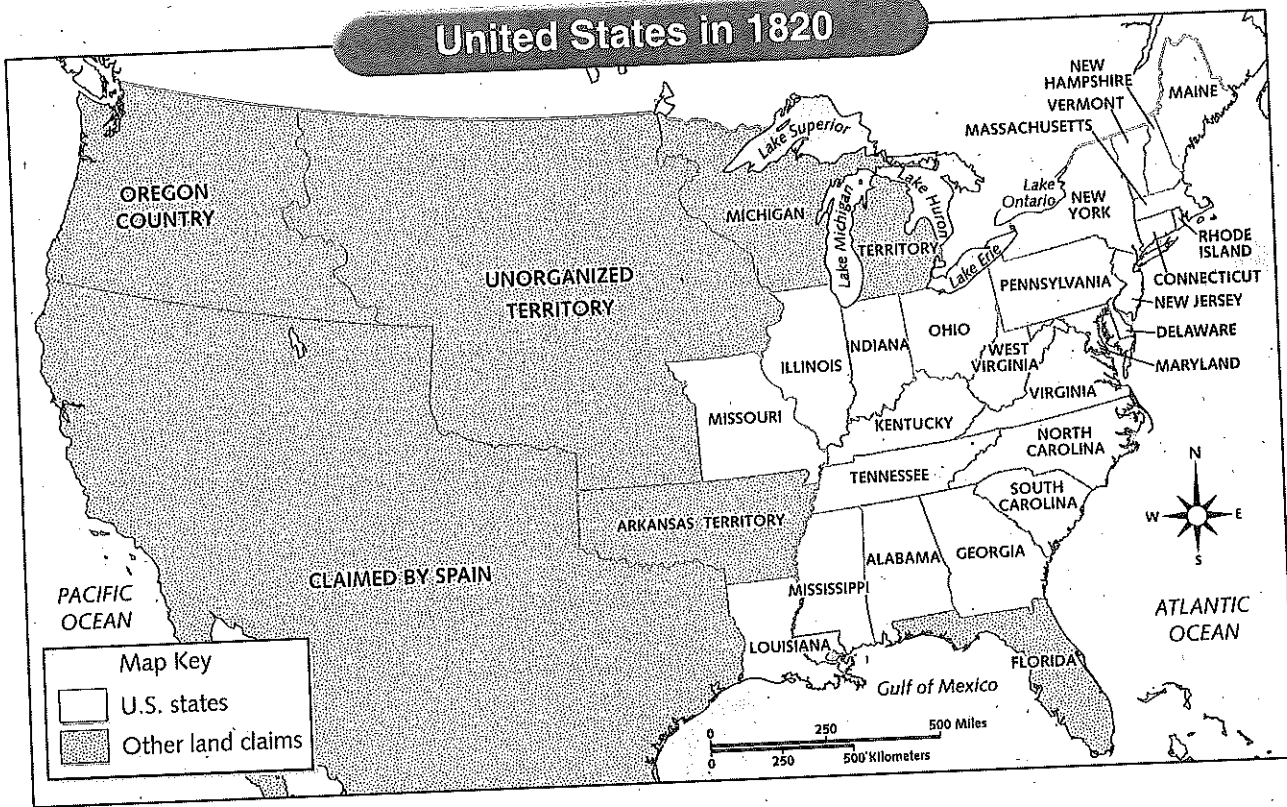 United States in 1820
NEW
HAMPSHIRE
VERMONT
MASSACHUSETTS
MAINE
Lake Superior
OREGON
COUNTRY
MICHIGAN
TERRITORY
Lake Michigan
Lake Huron
Lake
Ontario
NEW
YORK
RHODE
ISLAND
CONNECTICUT
UNORGANIZED
TERRITORY
Lake Erie
PENNSYLVANIA
NEW JERSEY
DELAWARE
MARYLAND
ILLINOIS
INDIANA
OHIO
WEST
VIRGINIA
VIRGINIA
MISSOURI
KENTUCKY
NORTH
CAROLINA
TENNESSEE
SOUTH
CAROLINA
N
W
E
S
ARKANSAS TERRITORY
CLAIMED BY SPAIN
MISSISSIPPI
ALABAMA
GEORGIA
PACIFIC
OCEAN
ATLANTIC
OCEAN
LOUISIANA
FLORIDA
Gulf of Mexico
Map Key
U.S. states
Other land claims
0 250 500 Miles
0 250 500 Kilometers